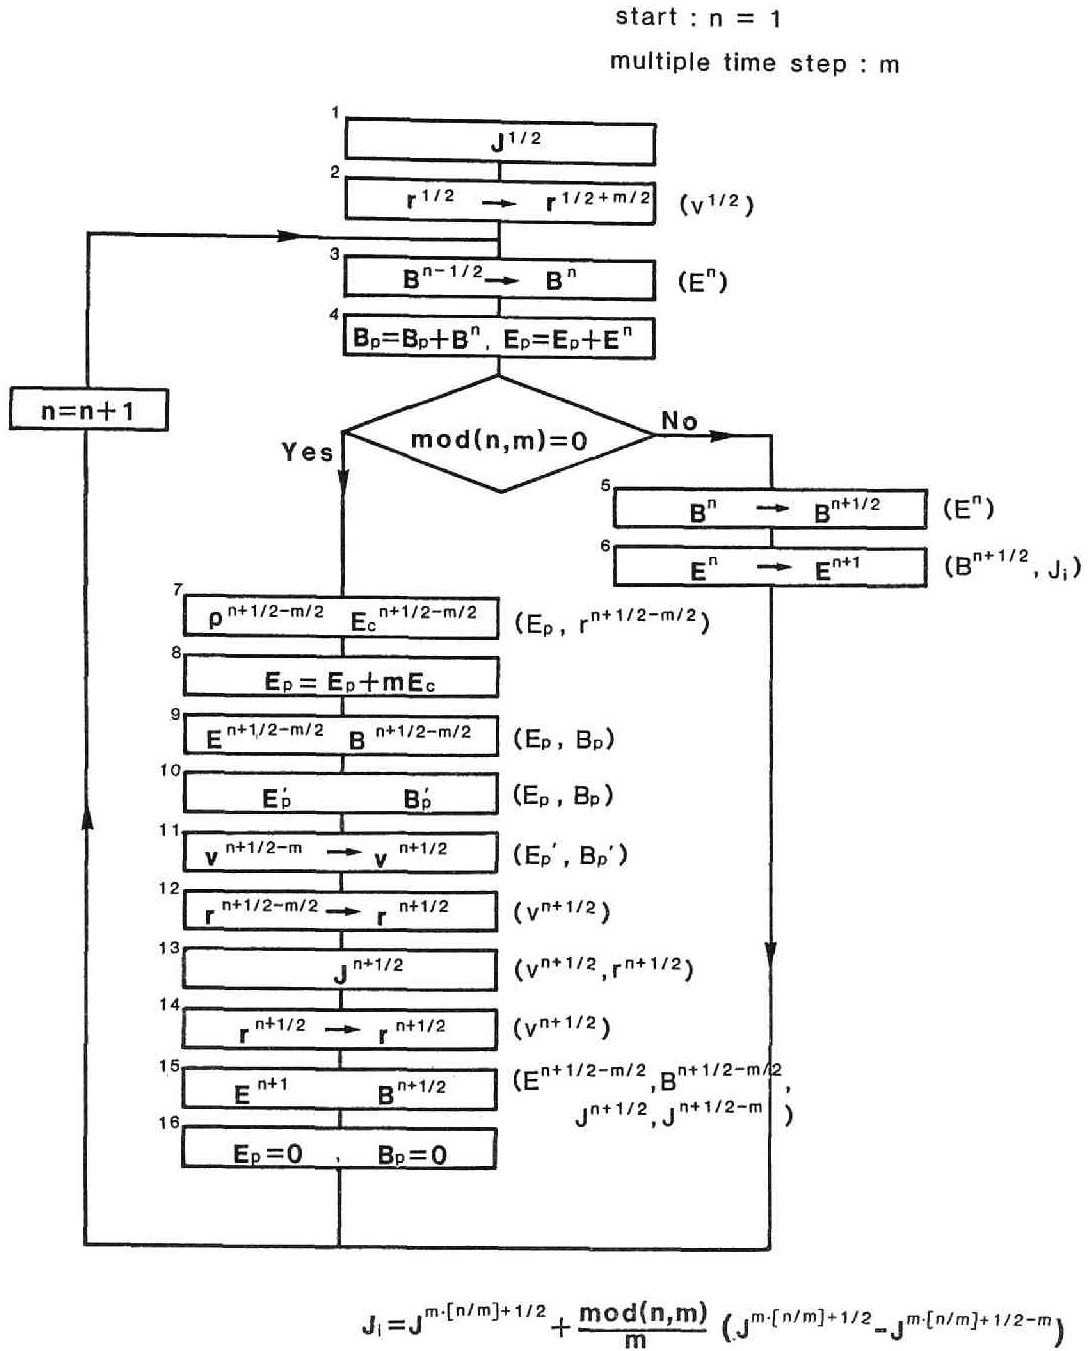 start : n = 1
multiple time step : m
1
J^1/2
2
r^1/2 → r^1/2+m/2 (v^1/2)
3
B^n-1/2 → B^n (E^n)
4
Bp=Bp+B^n, Ep=Ep+E^n
n=n+1
mod(n,m)=0
No
Yes
5
B^n → B^n+1/2 (E^n)
6
E^n → E^n+1 (B^n+1/2, Ji)
7
ρ^n+1/2-m/2 Ec^n+1/2-m/2 (Ep, r^n+1/2-m/2)
8
Ep= Ep+mEc
9
E^n+1/2-m/2 B^n+1/2-m/2 (Ep, Bp)
10
Ep′ Bp′ (Ep, Bp)
11
v^n+1/2-m → v^n+1/2 (Ep′, Bp′)
12
r^n+1/2-m/2 → r^n+1/2 (v^n+1/2)
13
J^n+1/2 (v^n+1/2, r^n+1/2)
14
r^n+1/2 → r^n+1/2 (v^n+1/2)
15
E^n+1 B^n+1/2 (E^n+1/2-m/2, B^n+1/2-m/2,
J^n+1/2, J^n+1/2-m)
16
Ep=0 , Bp=0
Ji=J^m·[n/m]+1/2 + mod(n,m)/m (J^m·[n/m]+1/2 - J^m·[n/m]+1/2-m)